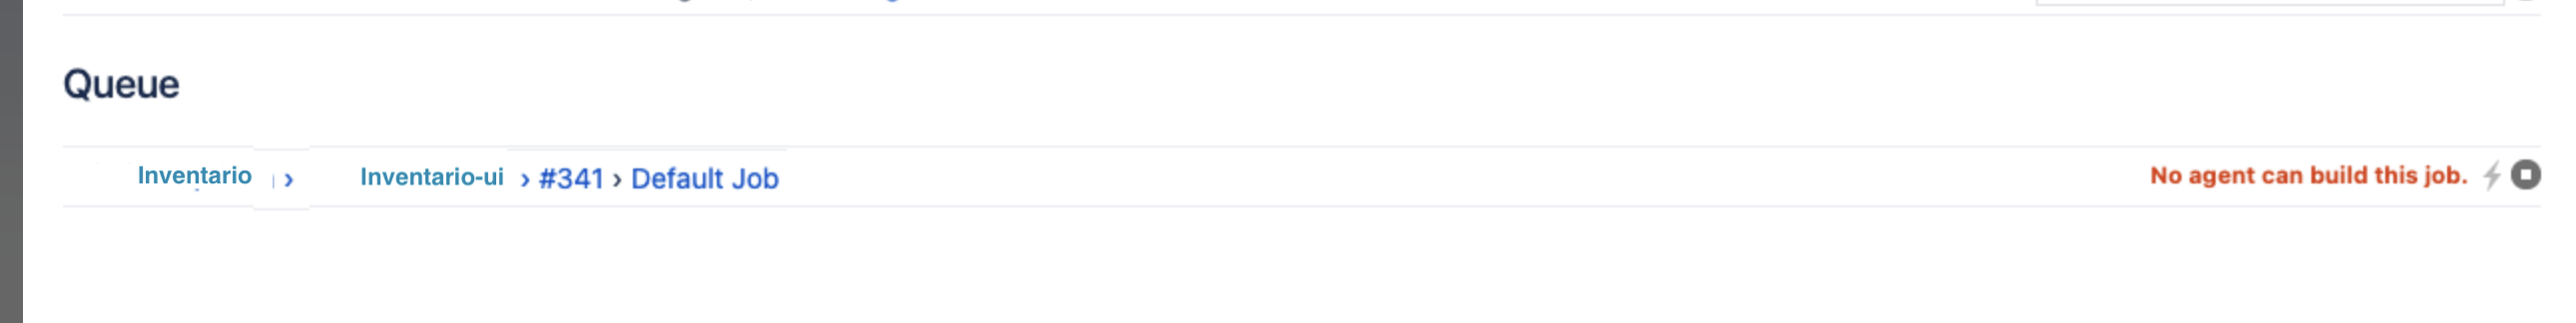 Queue
Inventario › Inventario-ui › #341 › Default Job No agent can build this job.